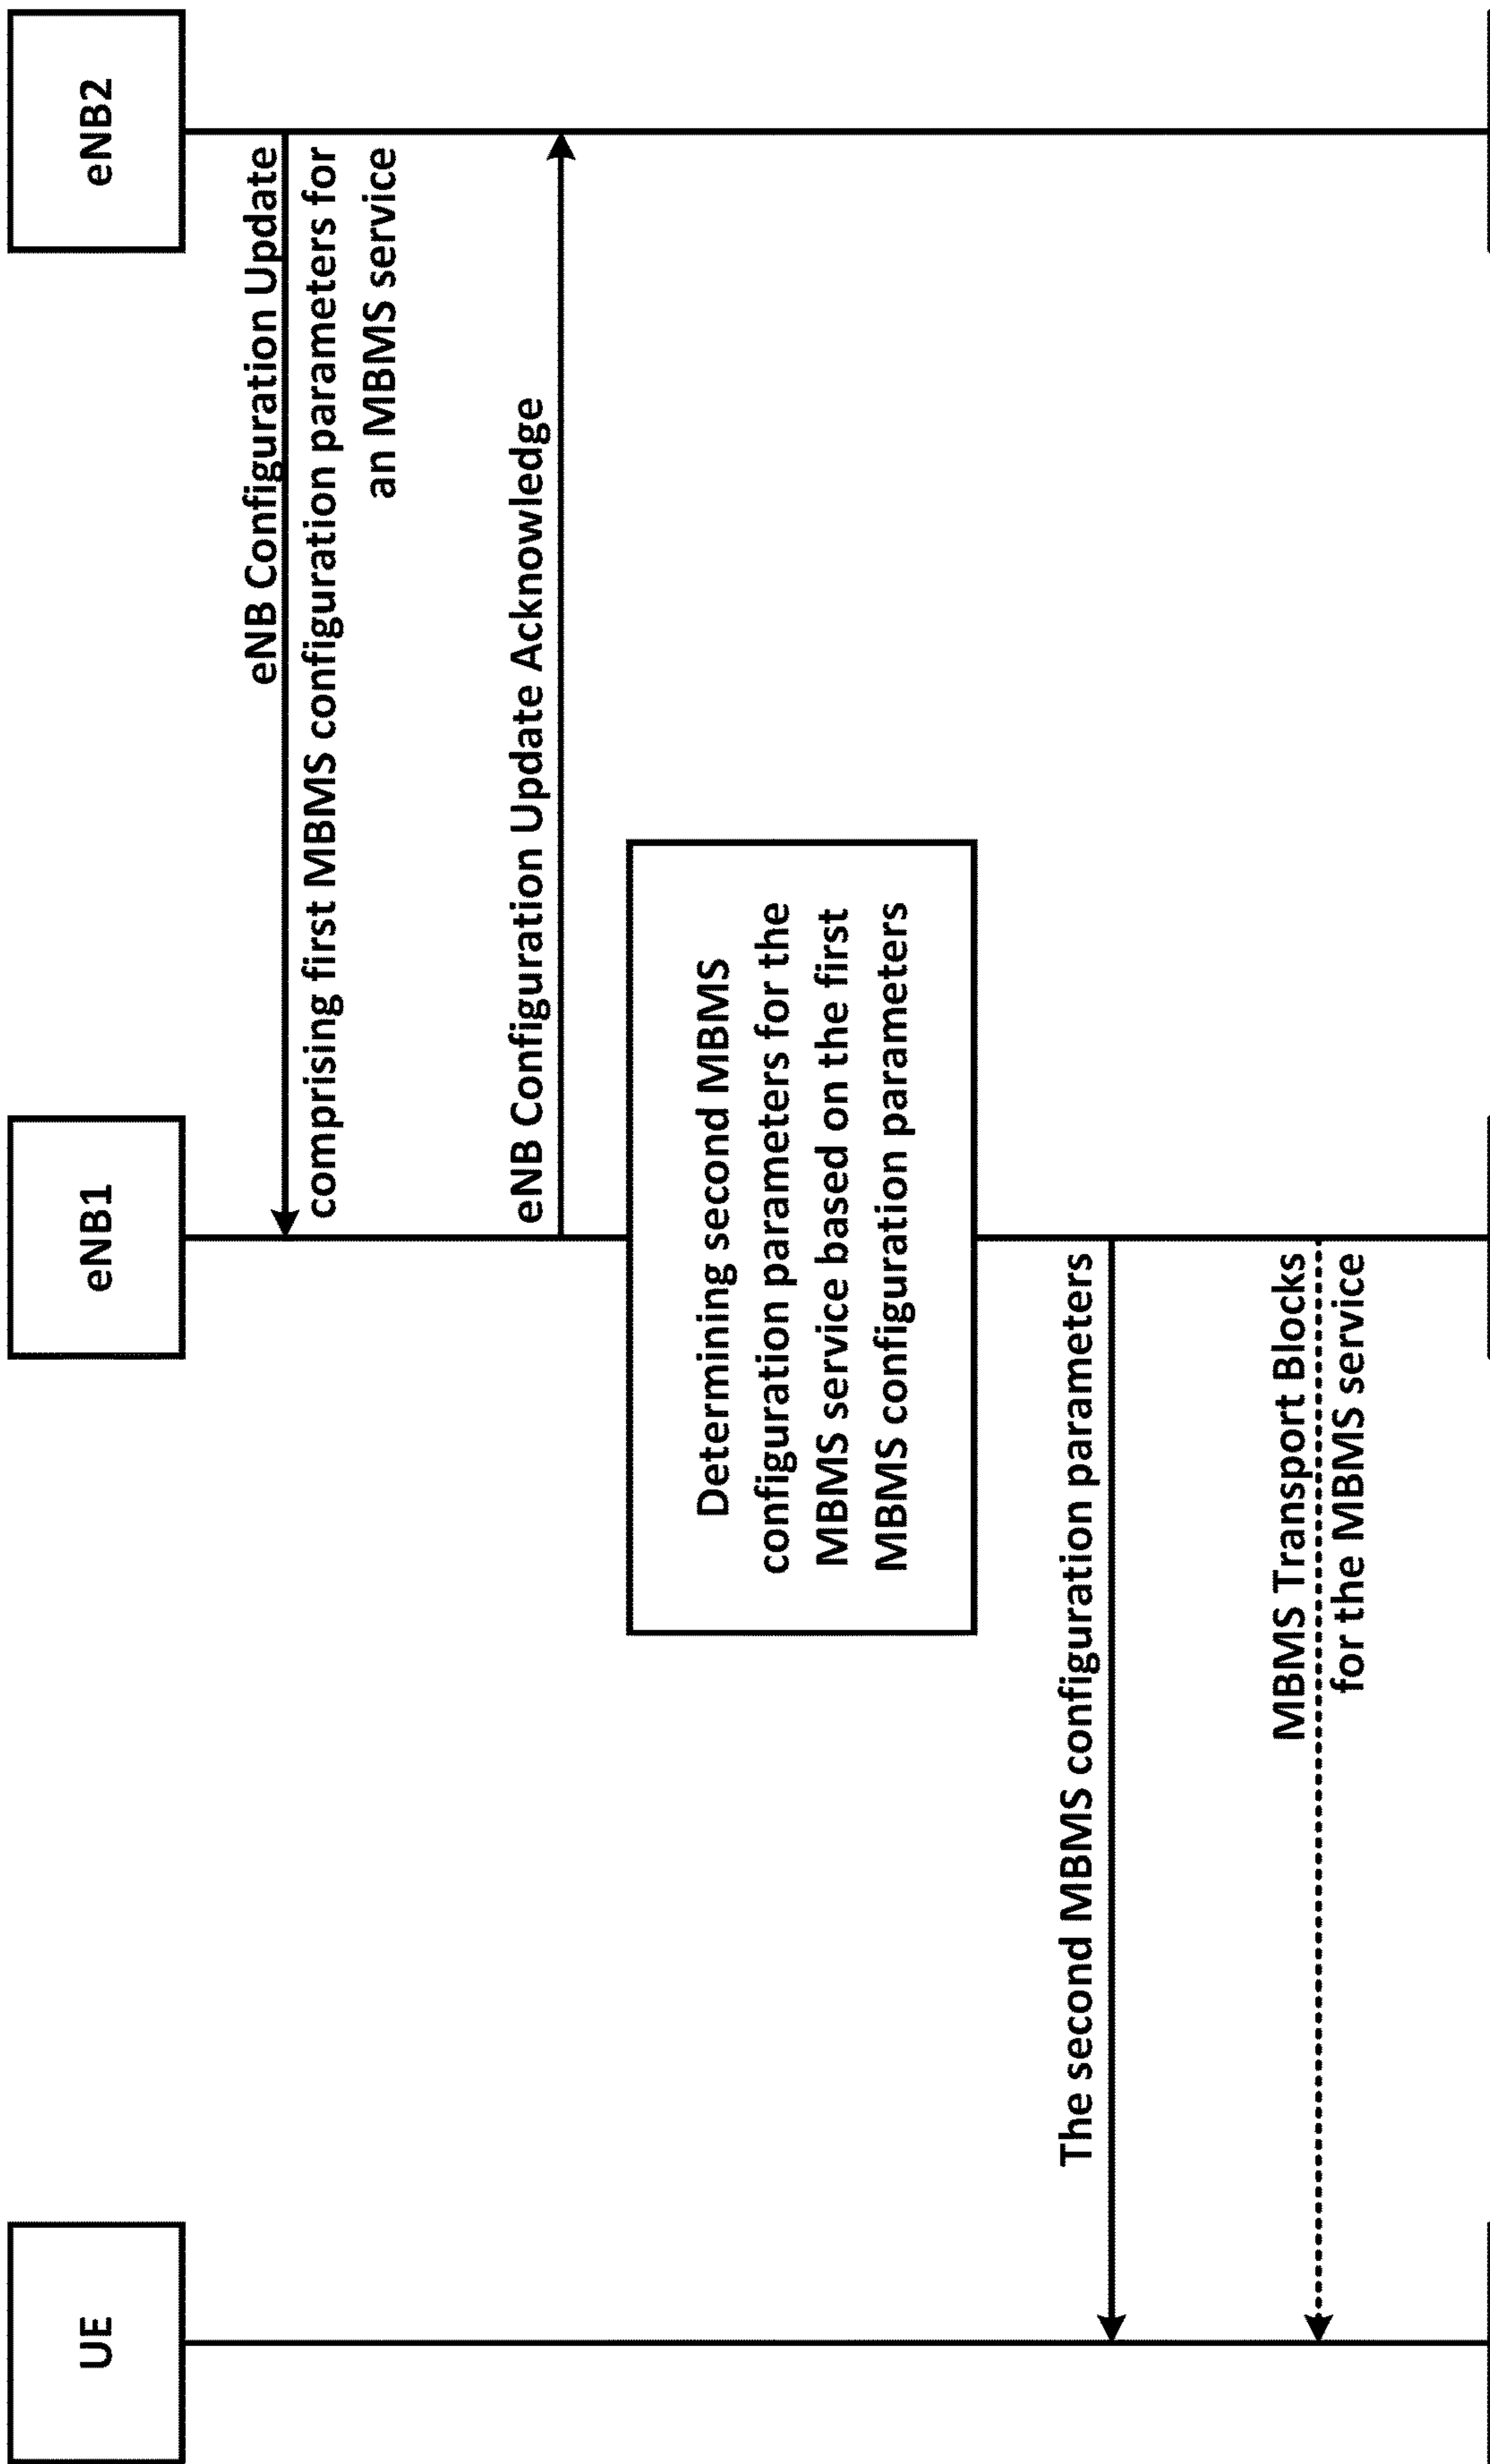 UE
eNB1
eNB2
eNB Configuration Update
comprising first MBMS configuration parameters for
an MBMS service
eNB Configuration Update Acknowledge
Determining second MBMS
configuration parameters for the
MBMS service based on the first
MBMS configuration parameters
The second MBMS configuration parameters
MBMS Transport Blocks
for the MBMS service